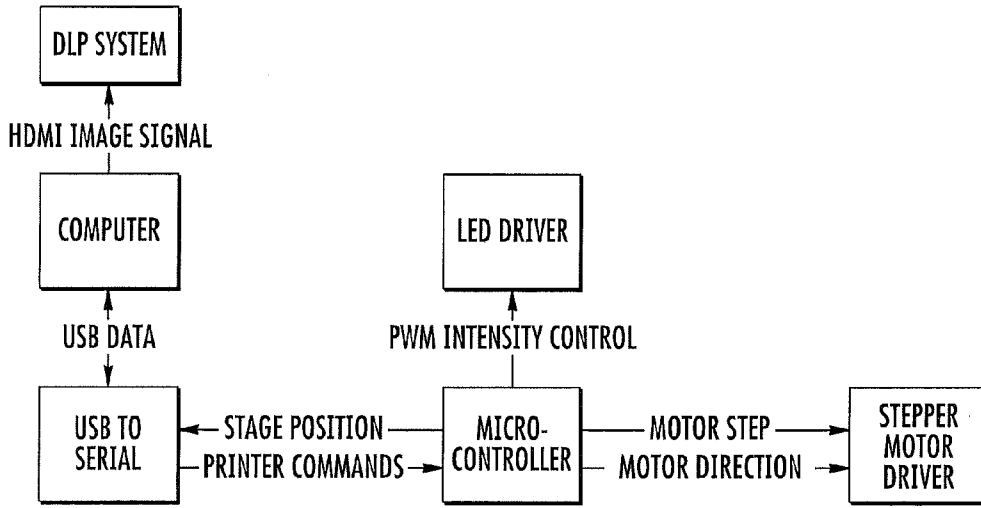 DLP SYSTEM
HDMI IMAGE SIGNAL
COMPUTER
LED DRIVER
USB DATA
PWM INTENSITY CONTROL
USB TO
SERIAL
STAGE POSITION
PRINTER COMMANDS
MICRO-
CONTROLLER
MOTOR STEP
MOTOR DIRECTION
STEPPER
MOTOR
DRIVER